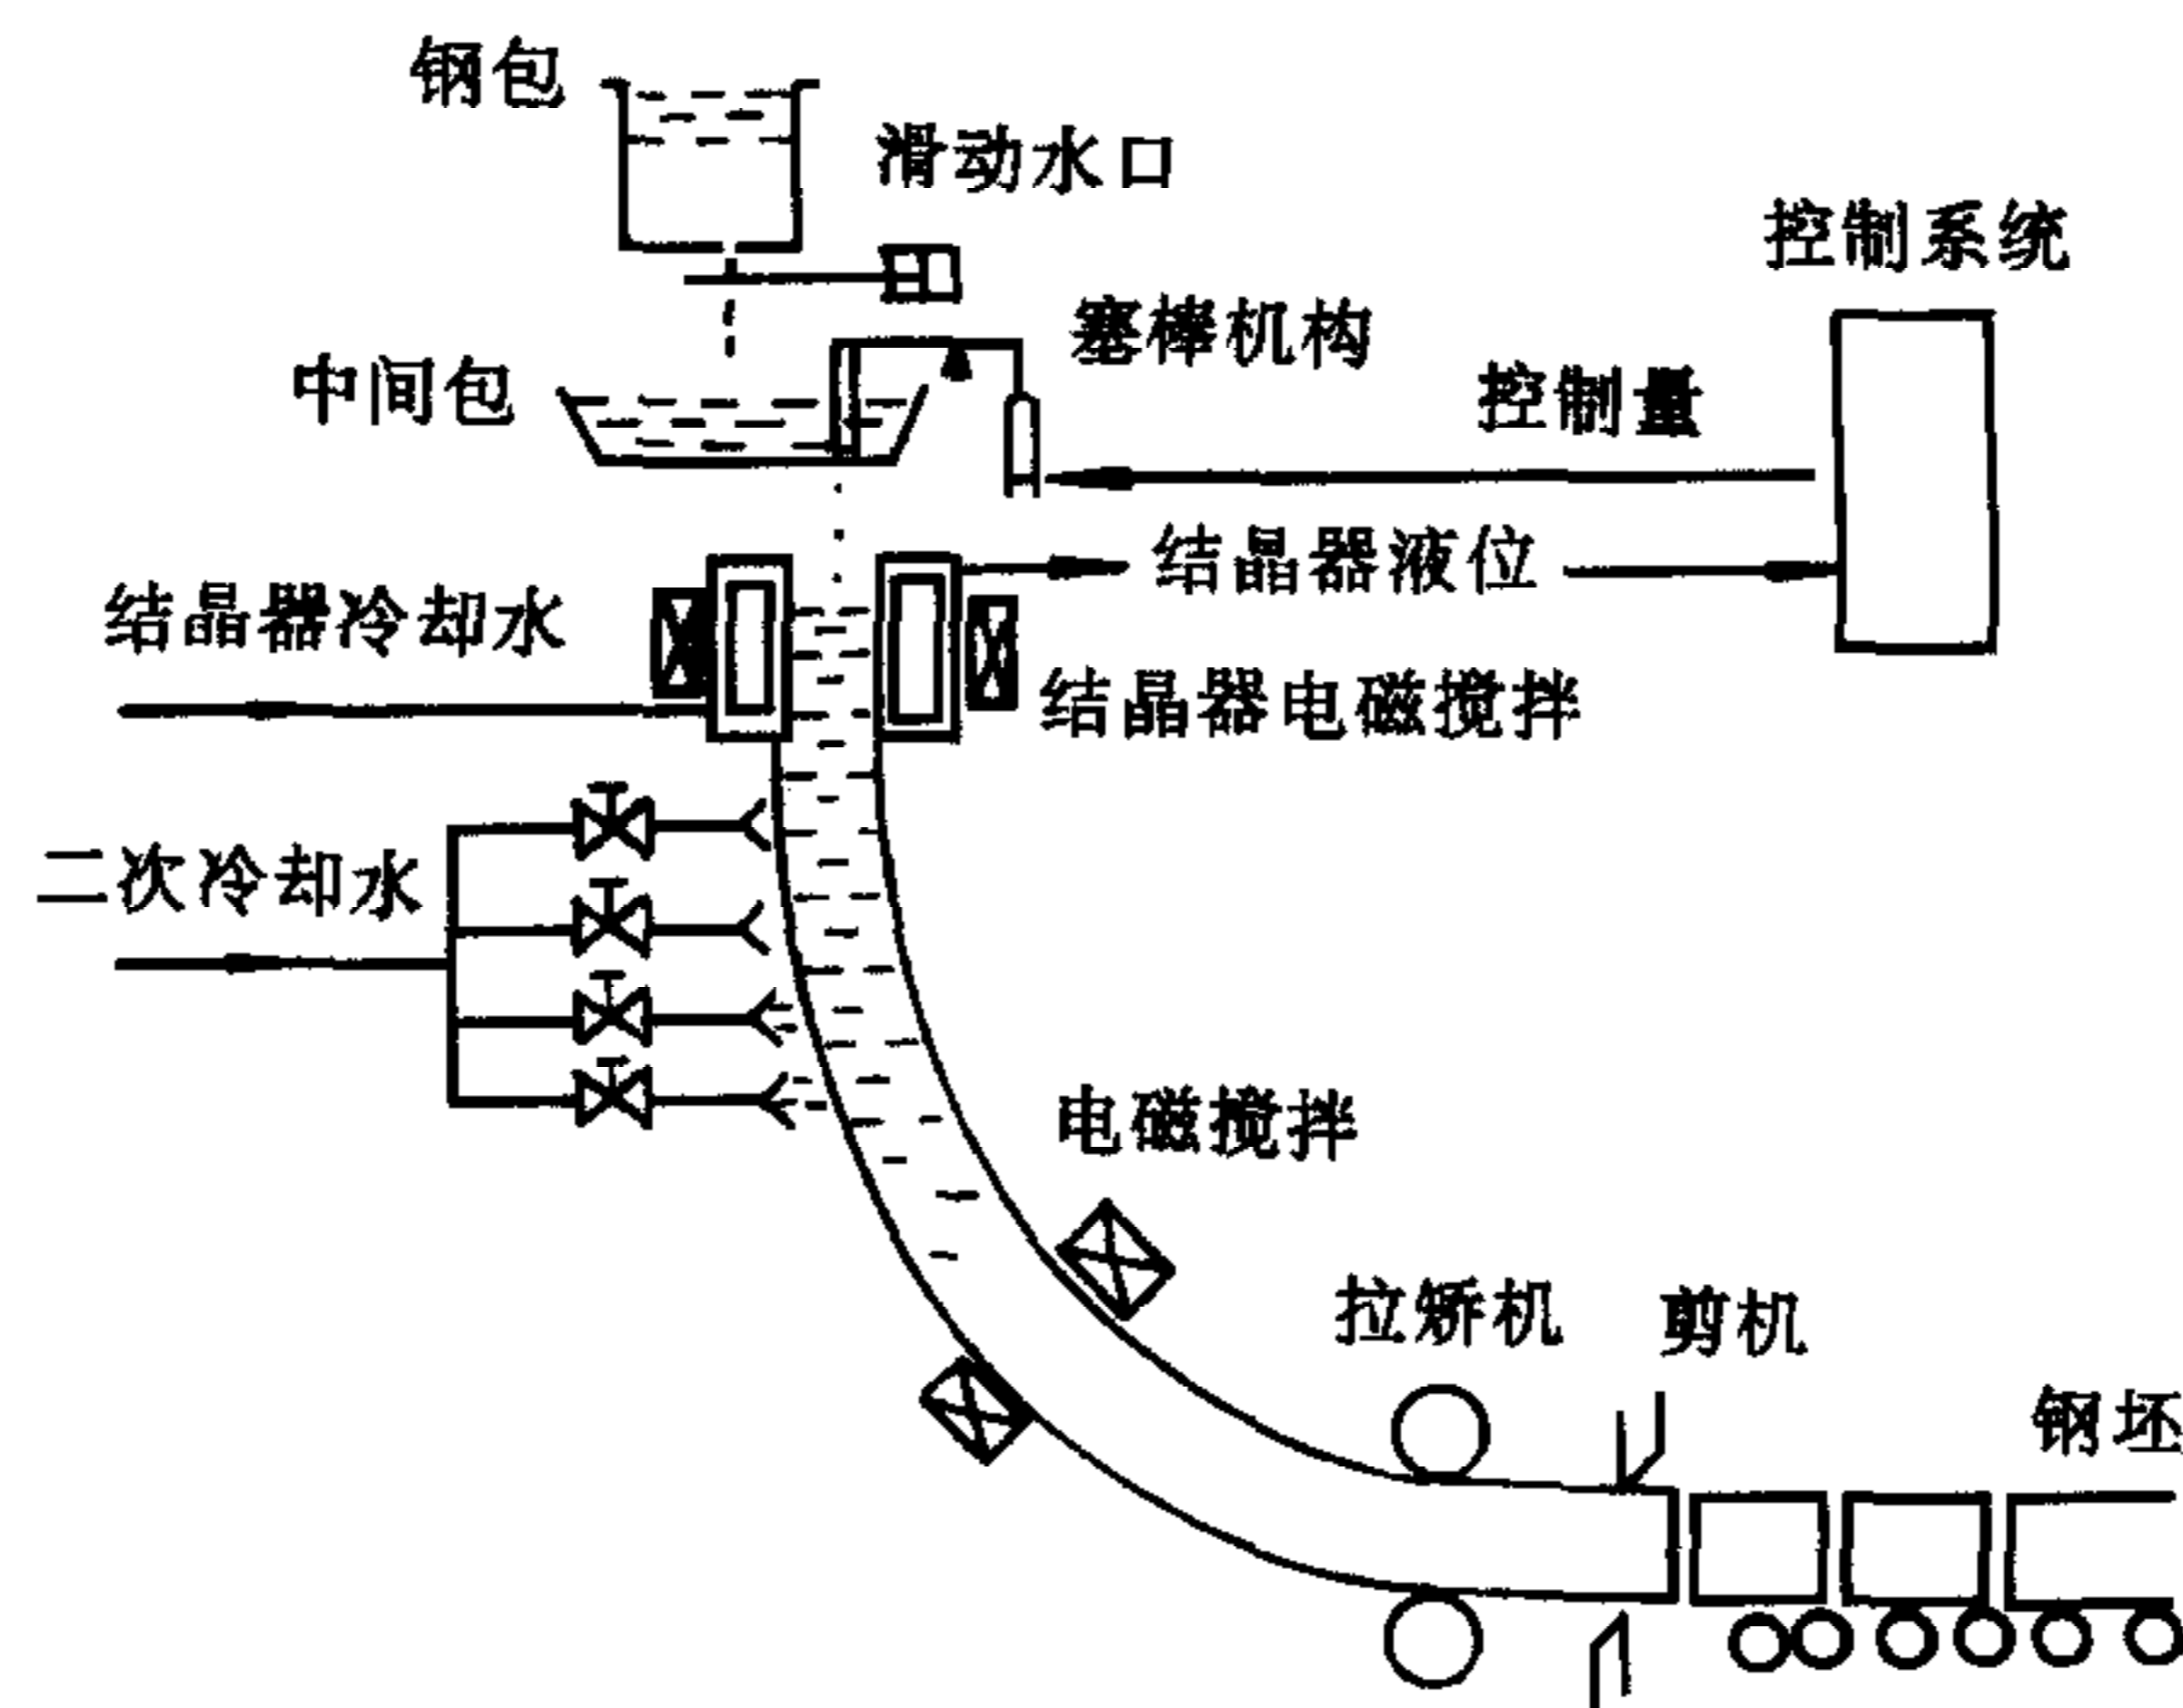 钢包
滑动水口
控制系统
塞棒机构
中间包
控制量
结晶器液位
结晶器冷却水
结晶器电磁搅拌
二次冷却水
电磁搅拌
拉矫机
剪机
钢坯